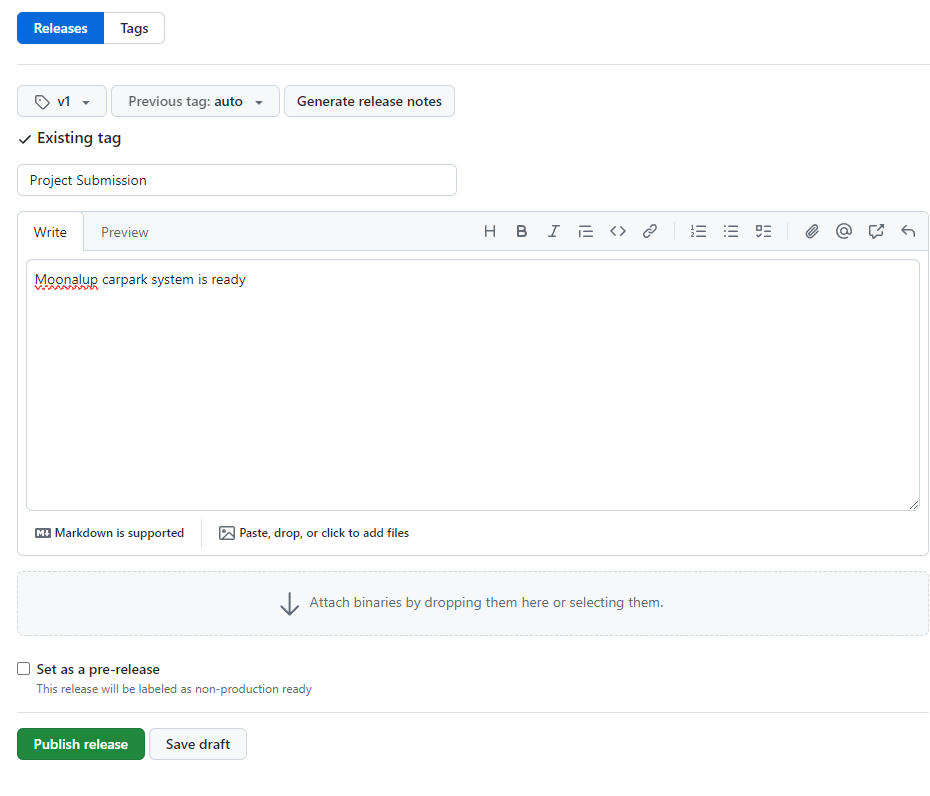 Releases Tags
v1 Previous tag: auto Generate release notes
Existing tag
Project Submission
Write Preview
Moonalup carpark system is ready
Markdown is supported Paste, drop, or click to add files
Attach binaries by dropping them here or selecting them.
Set as a pre-release
This release will be labeled as non-production ready
Publish release Save draft